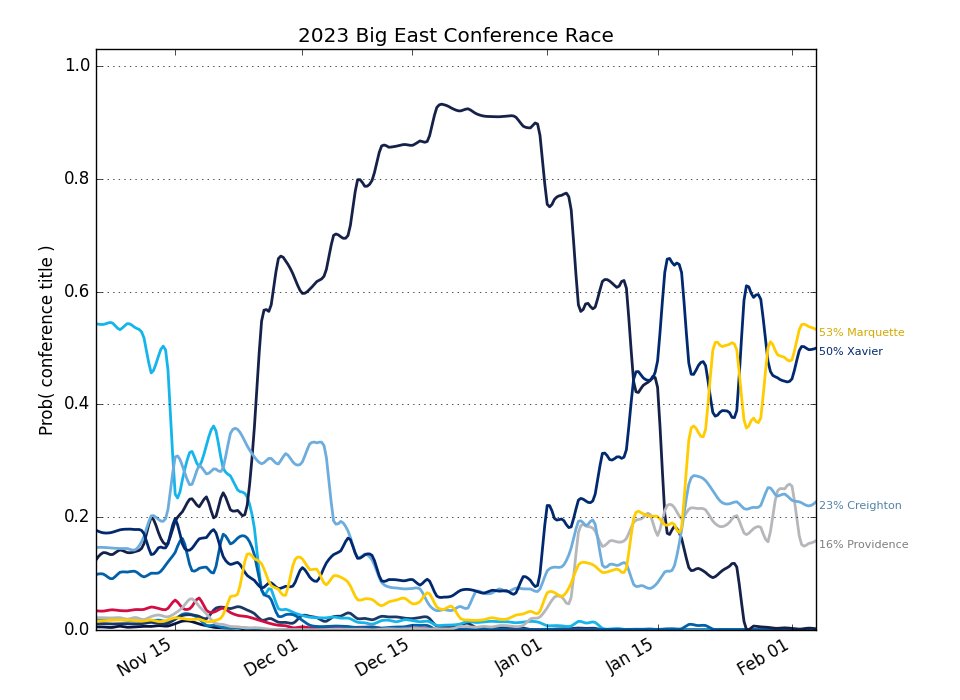 2023 Big East Conference Race
Prob( conference title )
1.0
0.8
0.6
0.4
0.2
0.0
53% Marquette
50% Xavier
23% Creighton
16% Providence
Nov 15
Dec 01
Dec 15
Jan 01
Jan 15
Feb 01